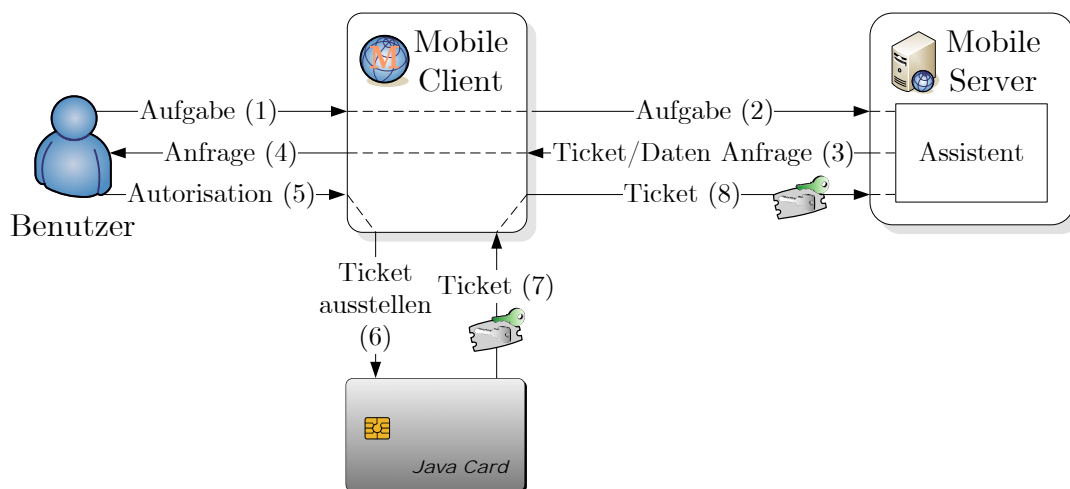 Mobile
Client
Mobile
Server
Aufgabe (1)
Aufgabe (2)
Anfrage (4)
Ticket/Daten Anfrage (3)
Assistent
Autorisation (5)
Ticket (8)
Benutzer
Ticket
ausstellen
(6)
Ticket (7)
Java Card